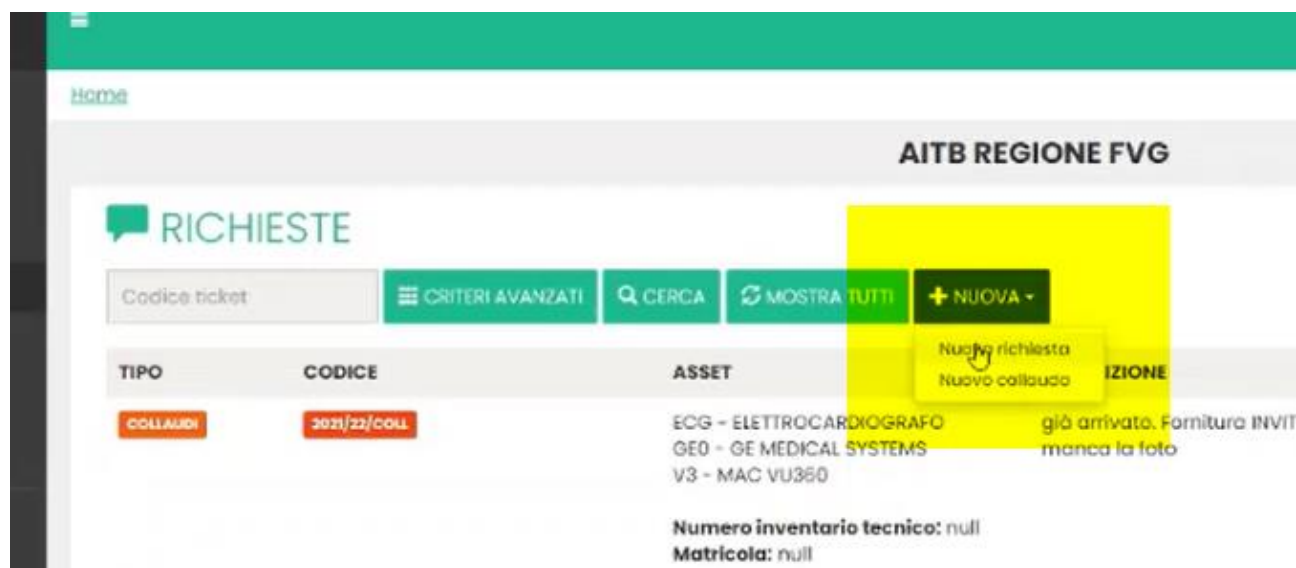 Home
AITB REGIONE FVG
RICHIESTE
Codice ticket
CRITERI AVANZATI
CERCA
MOSTRA TUTTI
+ NUOVA
Nuova richiesta
Nuovo collaudo
TIPO CODICE ASSET IZIONE
COLLAUDI 2021/22/COLL ECG - ELETTROCARDIOGRAFO già arrivato. Fornitura INVIT
GE0 - GE MEDICAL SYSTEMS manca la foto
V3 - MAC VU360
Numero inventario tecnico: null
Matricola: null